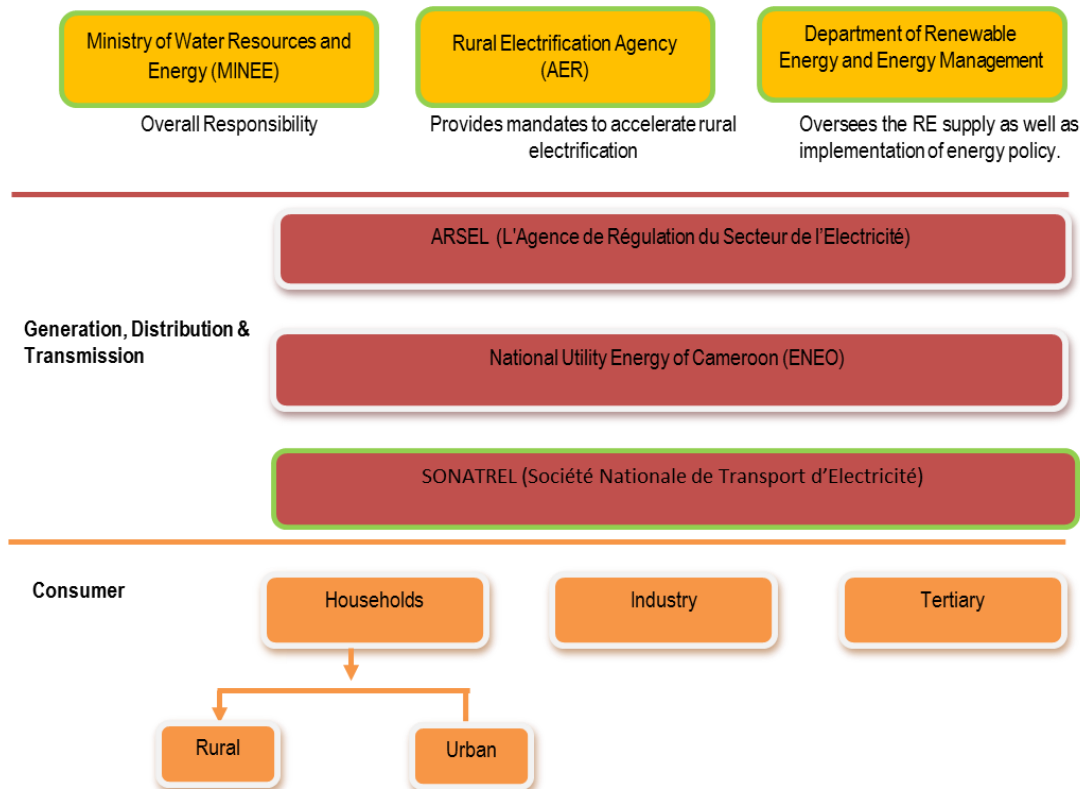 Ministry of Water Resources and
Energy (MINEE)
Rural Electrification Agency
(AER)
Department of Renewable
Energy and Energy Management
Overall Responsibility
Provides mandates to accelerate rural
electrification
Oversees the RE supply as well as
implementation of energy policy.
ARSEL (L'Agence de Régulation du Secteur de l’Electricité)
Generation, Distribution &
Transmission
National Utility Energy of Cameroon (ENEO)
SONATREL (Société Nationale de Transport d’Electricité)
Consumer
Households
Industry
Tertiary
Rural
Urban